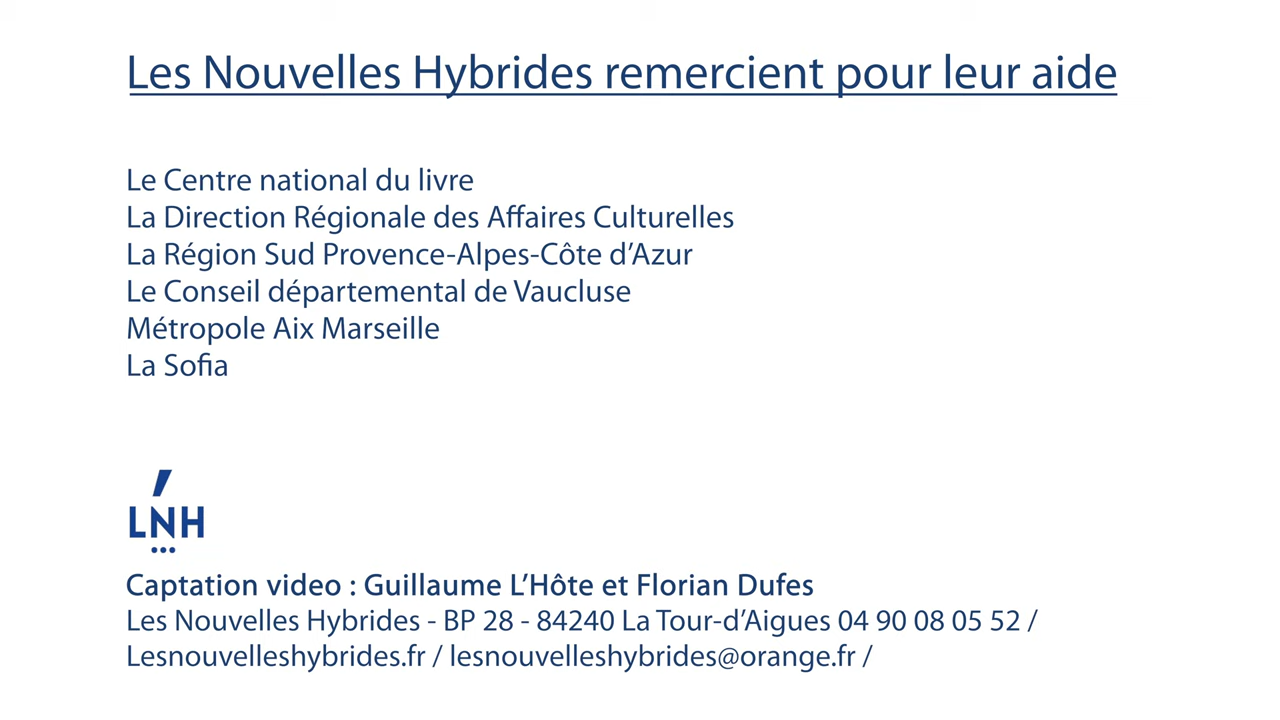 Les Nouvelles Hybrides remercient pour leur aide
Le Centre national du livre
La Direction Régionale des Affaires Culturelles
La Région Sud Provence-Alpes-Côte d’Azur
Le Conseil départemental de Vaucluse
Métropole Aix Marseille
La Sofia
LNH
Captation video : Guillaume L’Hôte et Florian Dufes
Les Nouvelles Hybrides - BP 28 - 84240 La Tour-d’Aigues 04 90 08 05 52 /
Lesnouvelleshybrides.fr / lesnouvelleshybrides@orange.fr /